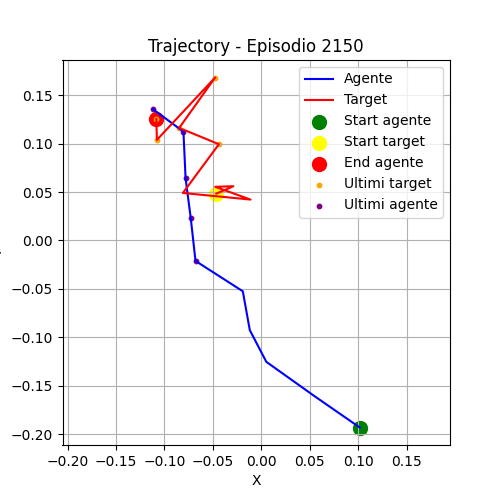 Trajectory - Episodio 2150
Agente
Target
Start agente
Start target
End agente
Ultimi target
Ultimi agente
0.15
0.10
0.05
0.00
−0.05
−0.10
−0.15
−0.20
−0.20 −0.15 −0.10 −0.05 0.00 0.05 0.10 0.15
X